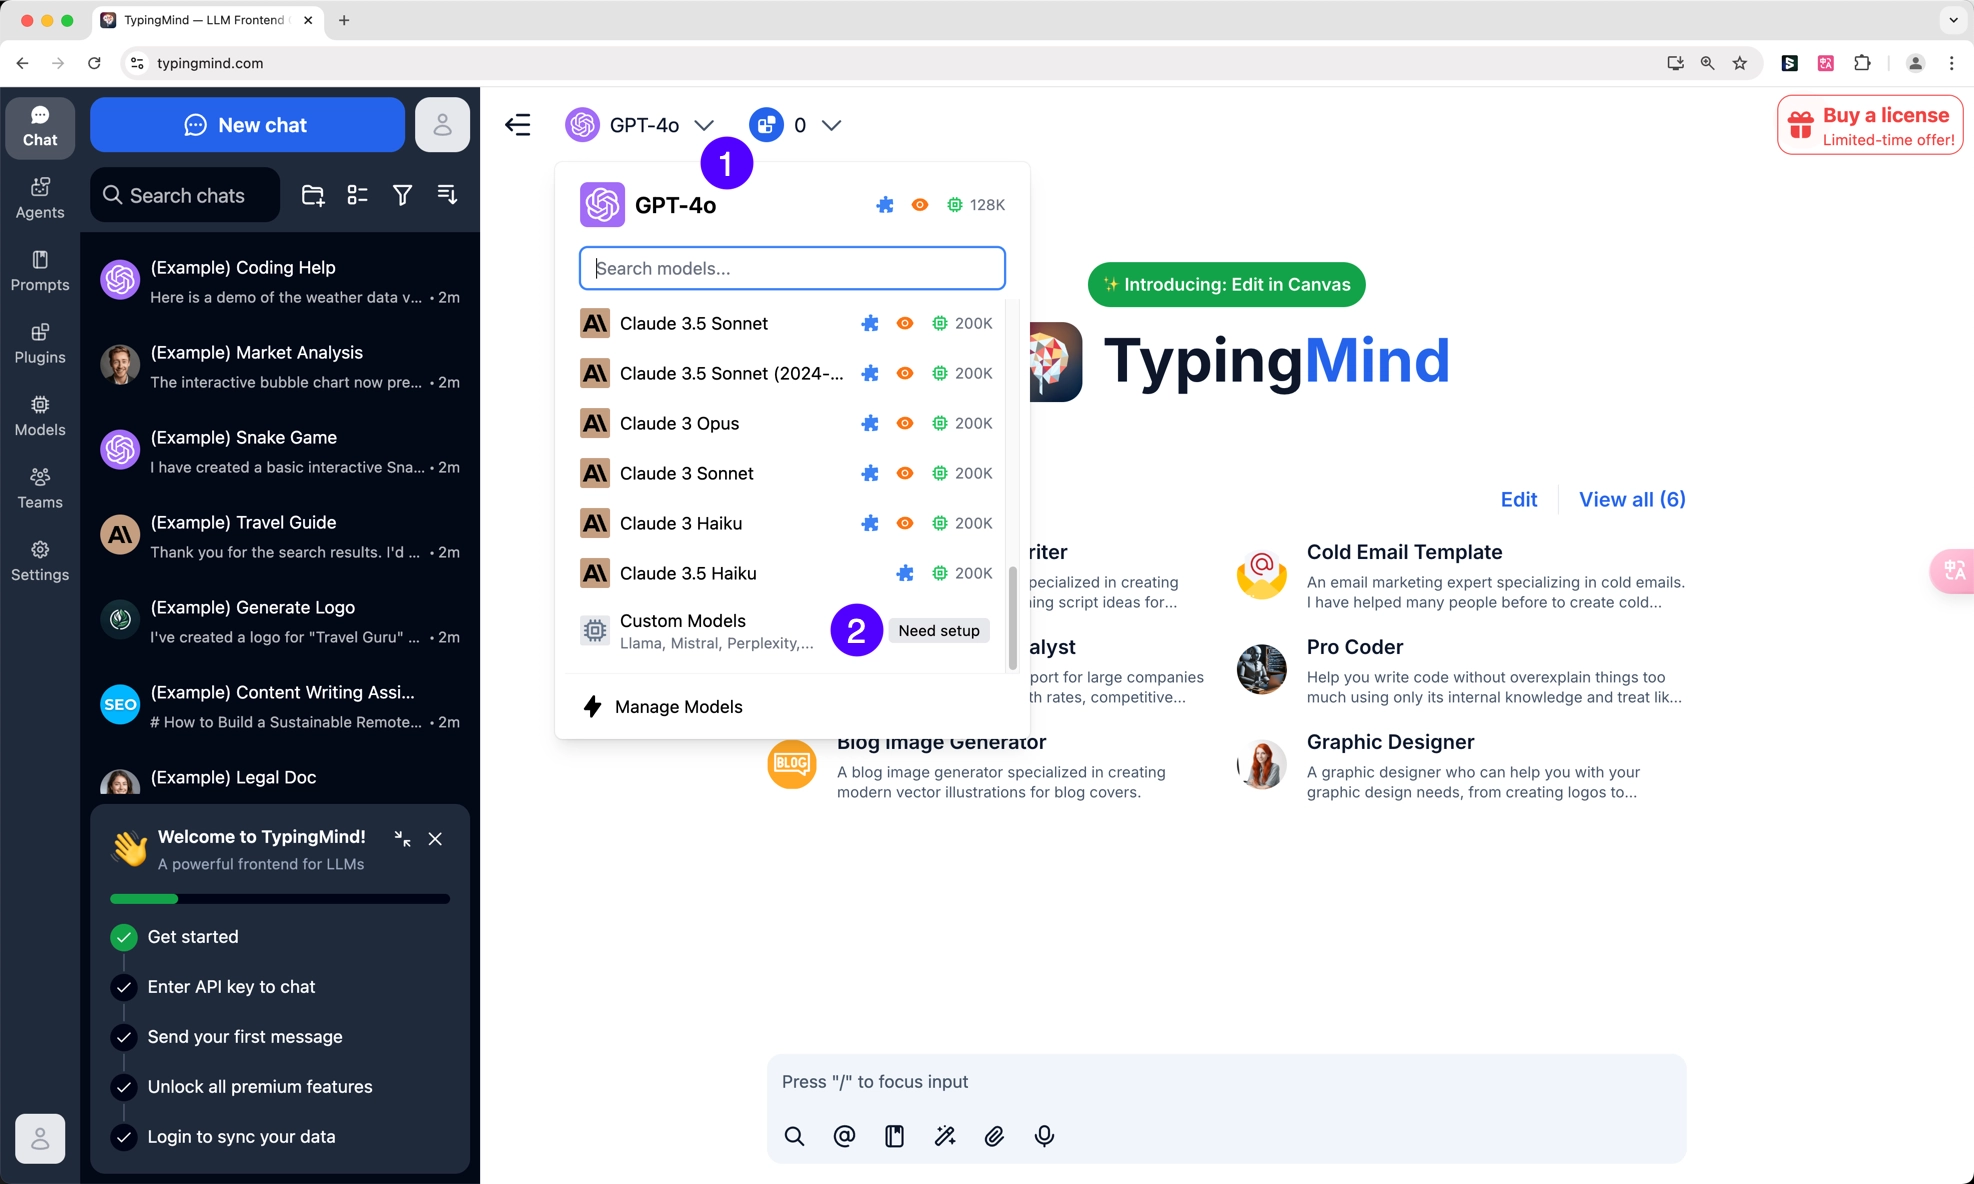 TypingMind — LLM Frontend
typingmind.com
Chat
Agents
Prompts
Plugins
Models
Teams
Settings
New chat
Search chats
(Example) Coding Help
Here is a demo of the weather data v... • 2m
(Example) Market Analysis
The interactive bubble chart now pre... • 2m
(Example) Snake Game
I have created a basic interactive Sna... • 2m
(Example) Travel Guide
Thank you for the search results. I'd ... • 2m
(Example) Generate Logo
I've created a logo for "Travel Guru" ... • 2m
SEO
(Example) Content Writing Assi...
# How to Build a Sustainable Remote... • 2m
(Example) Legal Doc
Welcome to TypingMind!
A powerful frontend for LLMs
Get started
Enter API key to chat
Send your first message
Unlock all premium features
Login to sync your data
GPT-4o
0
1
GPT-4o
128K
Search models...
Claude 3.5 Sonnet 200K
Claude 3.5 Sonnet (2024-... 200K
Claude 3 Opus 200K
Claude 3 Sonnet 200K
Claude 3 Haiku 200K
Claude 3.5 Haiku 200K
Custom Models
Llama, Mistral, Perplexity,...
2
Need setup
Manage Models
Buy a license
Limited-time offer!
✨ Introducing: Edit in Canvas
TypingMind
Edit
View all (6)
riter
pecialized in creating
ing script ideas for...
Cold Email Template
An email marketing expert specializing in cold emails.
I have helped many people before to create cold...
alyst
port for large companies
th rates, competitive...
Pro Coder
Help you write code without overexplain things too
much using only its internal knowledge and treat lik...
BLOG
Blog Image Generator
A blog image generator specialized in creating
modern vector illustrations for blog covers.
Graphic Designer
A graphic designer who can help you with your
graphic design needs, from creating logos to...
中A
Press "/" to focus input